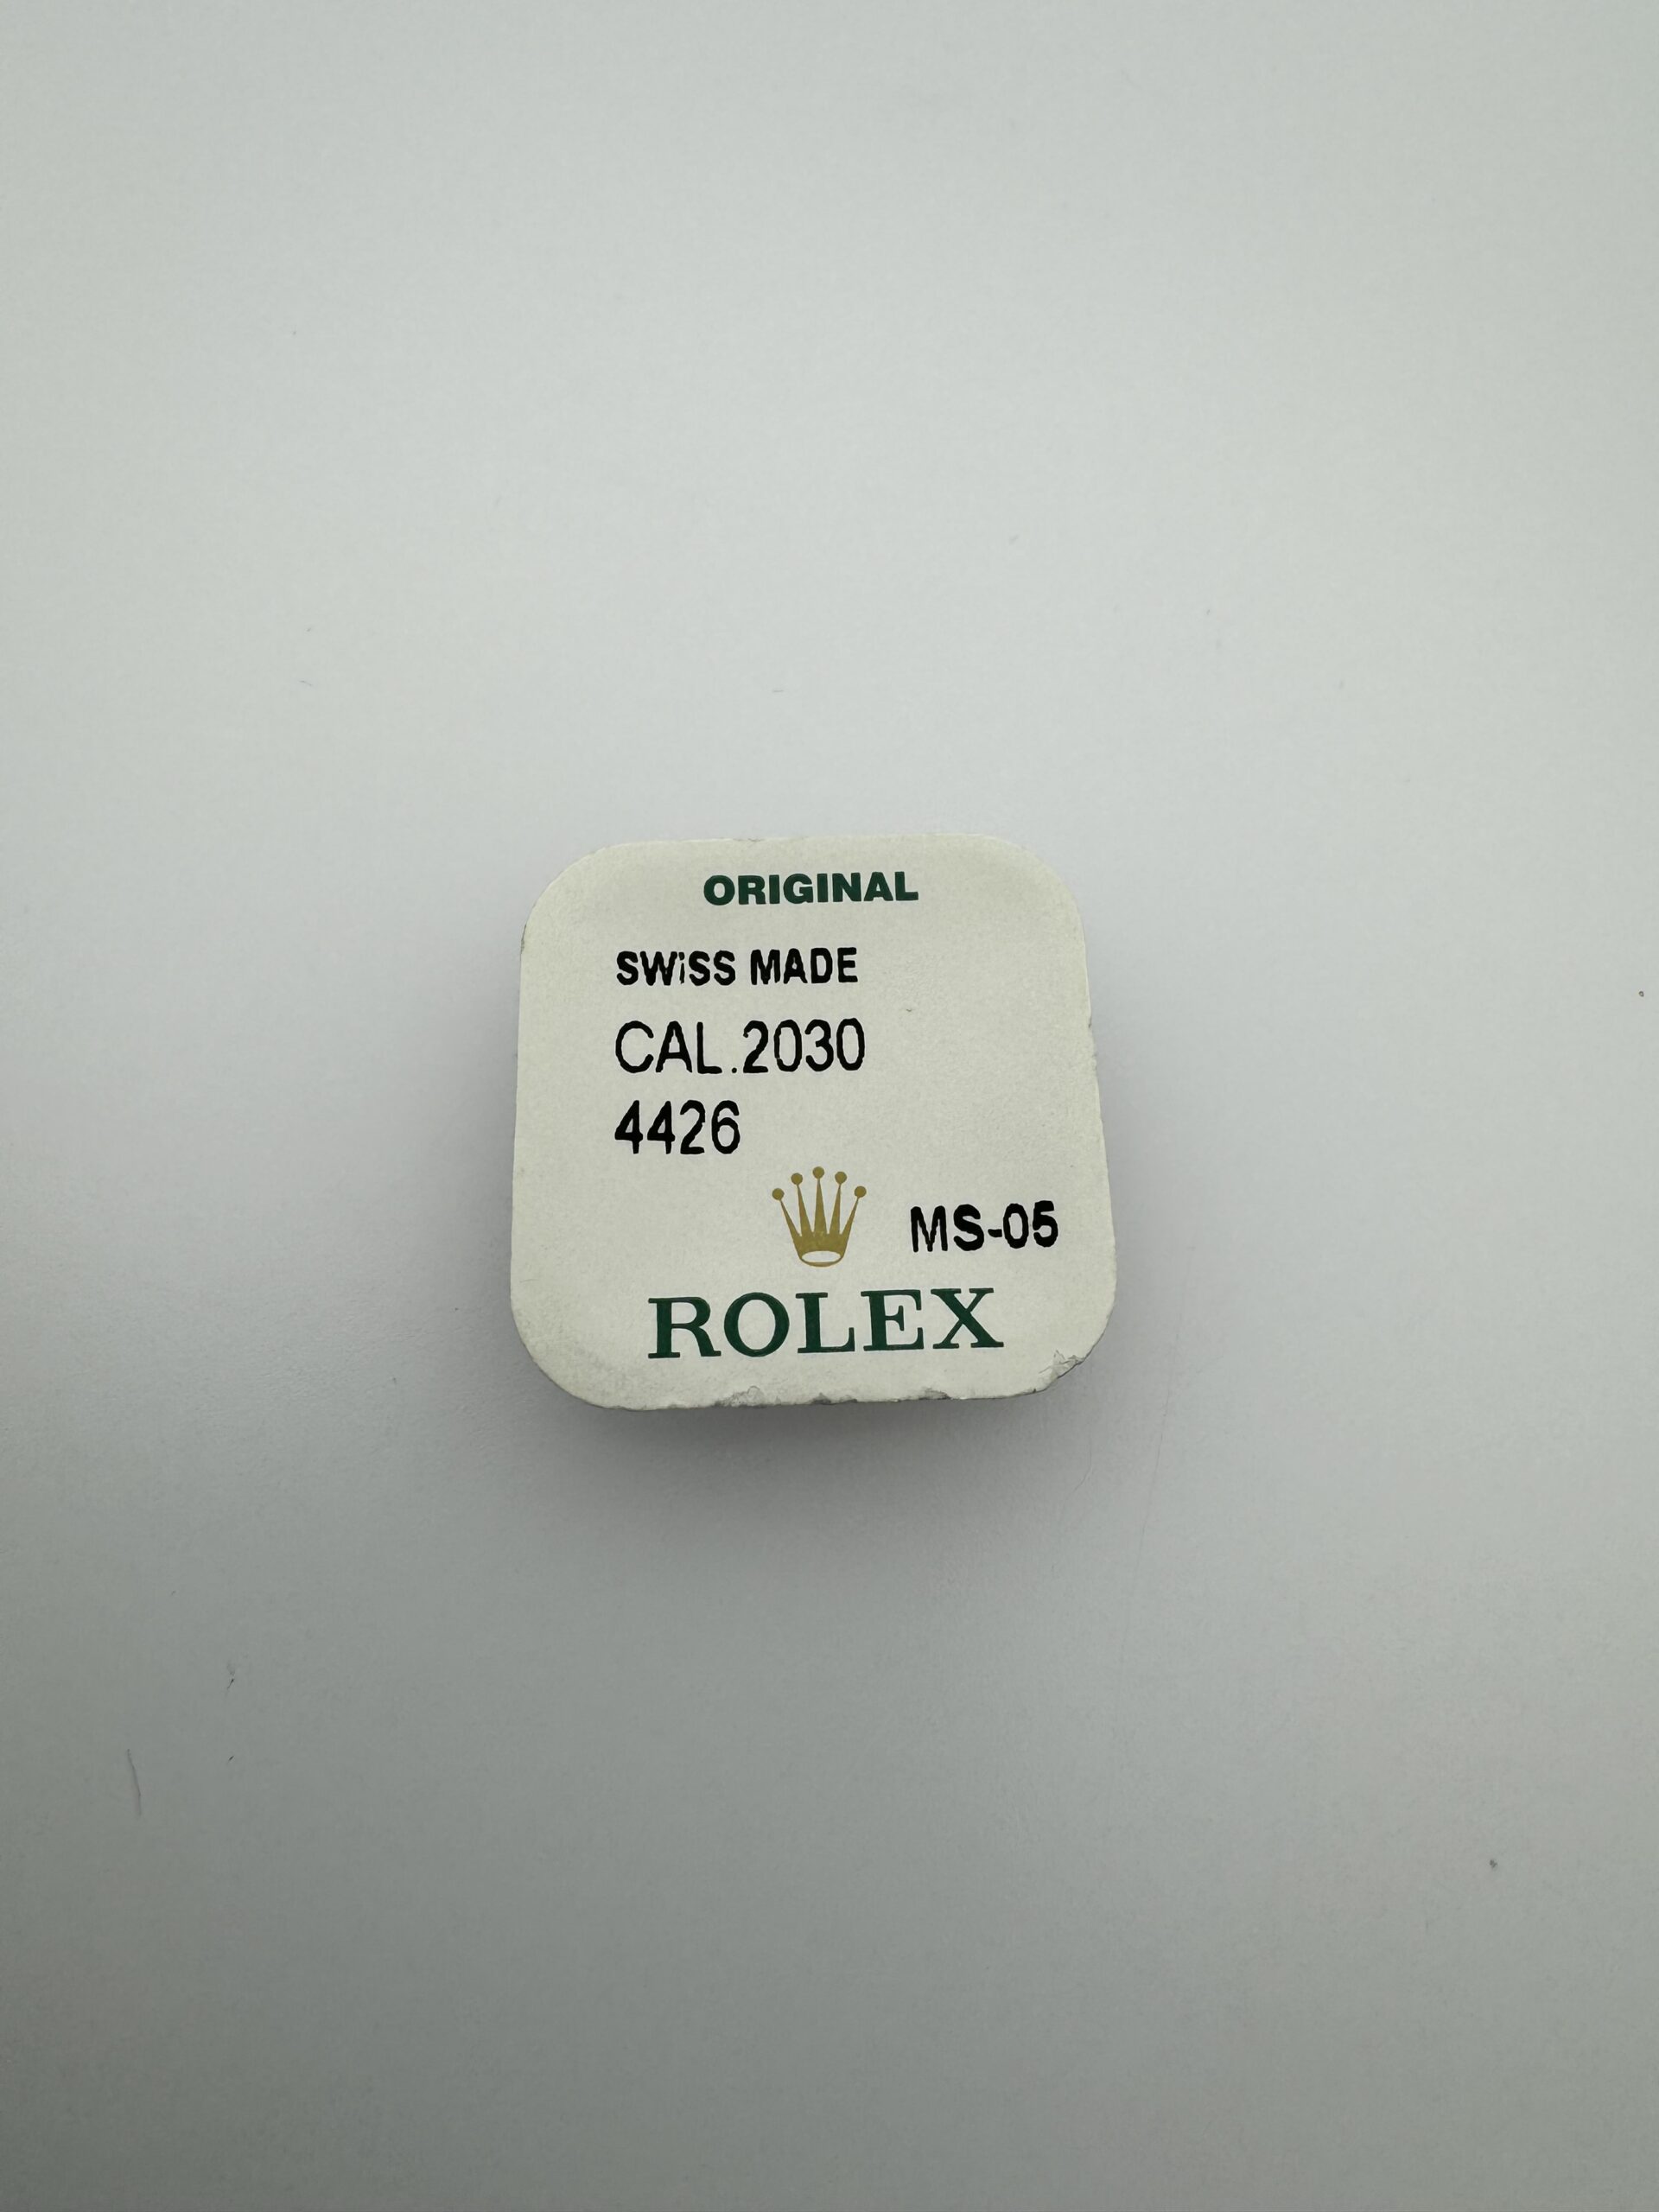 ORIGINAL
SWiSS MADE
CAL.2030
4426
MS-05
ROLEX